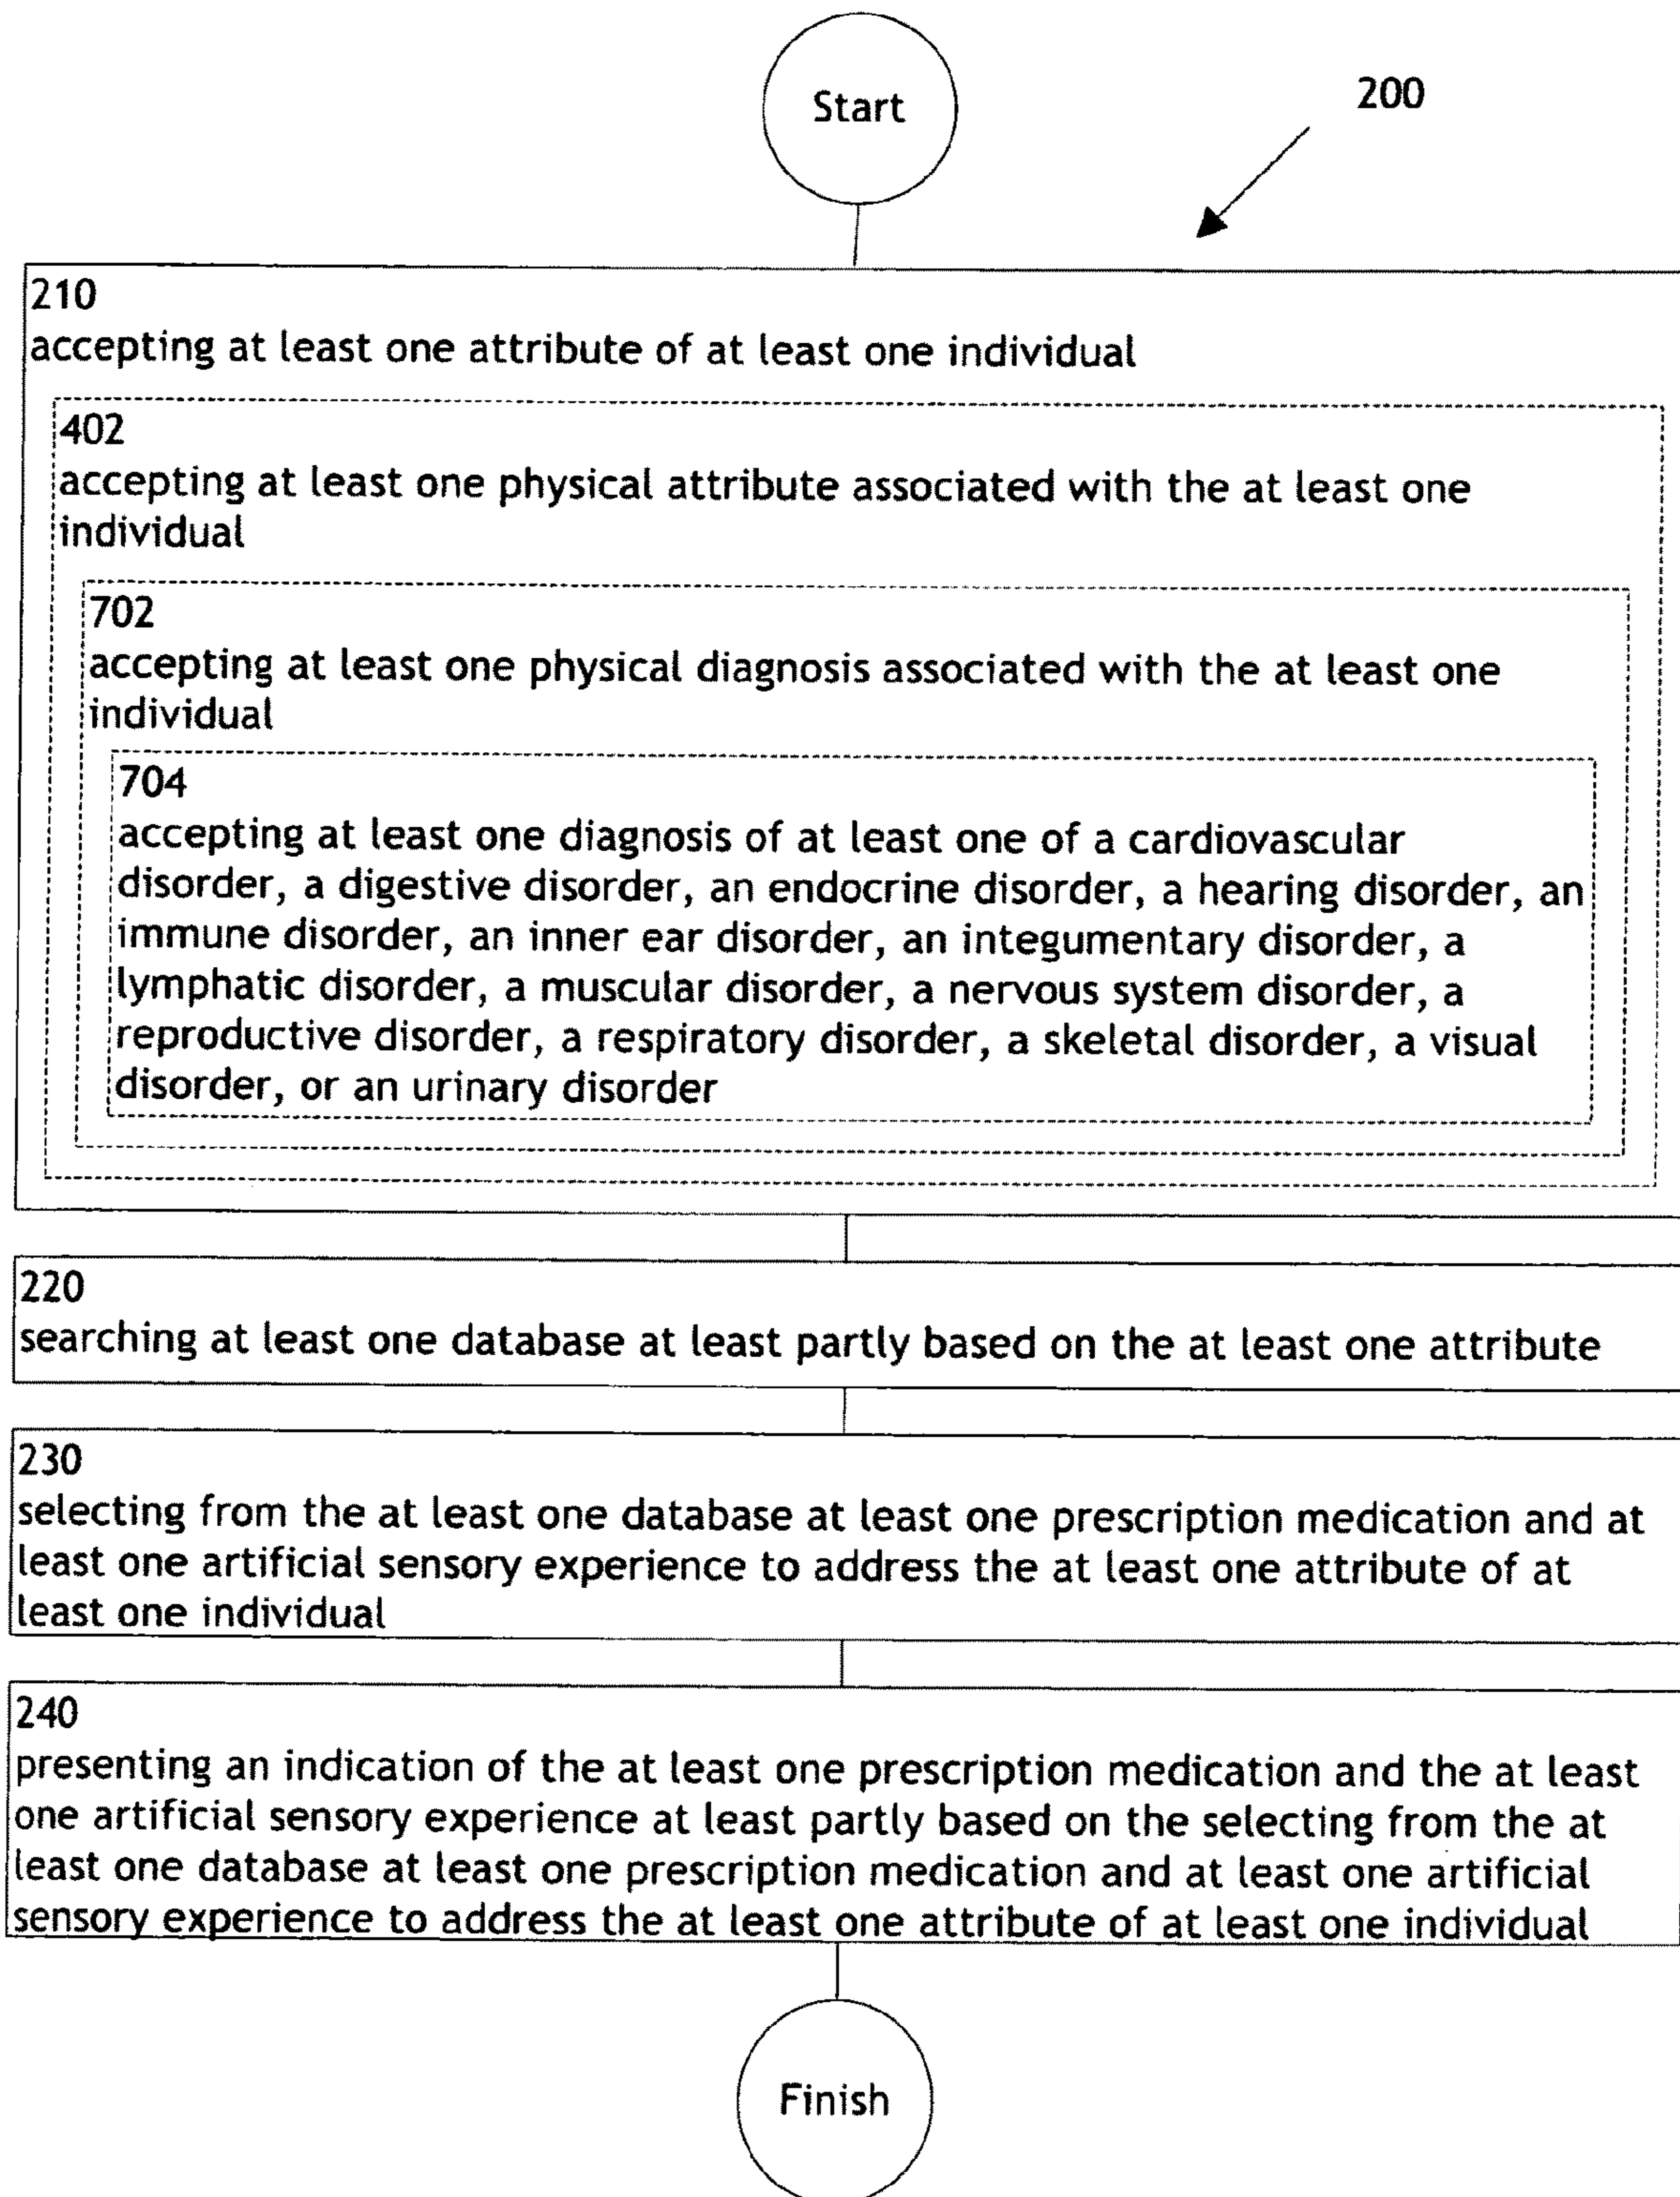 Start
200
210
accepting at least one attribute of at least one individual
402
accepting at least one physical attribute associated with the at least one
individual
702
accepting at least one physical diagnosis associated with the at least one
individual
704
accepting at least one diagnosis of at least one of a cardiovascular
disorder, a digestive disorder, an endocrine disorder, a hearing disorder, an
immune disorder, an inner ear disorder, an integumentary disorder, a
lymphatic disorder, a muscular disorder, a nervous system disorder, a
reproductive disorder, a respiratory disorder, a skeletal disorder, a visual
disorder, or an urinary disorder
220
searching at least one database at least partly based on the at least one attribute
230
selecting from the at least one database at least one prescription medication and at
least one artificial sensory experience to address the at least one attribute of at
least one individual
240
presenting an indication of the at least one prescription medication and the at least
one artificial sensory experience at least partly based on the selecting from the at
least one database at least one prescription medication and at least one artificial
sensory experience to address the at least one attribute of at least one individual
Finish